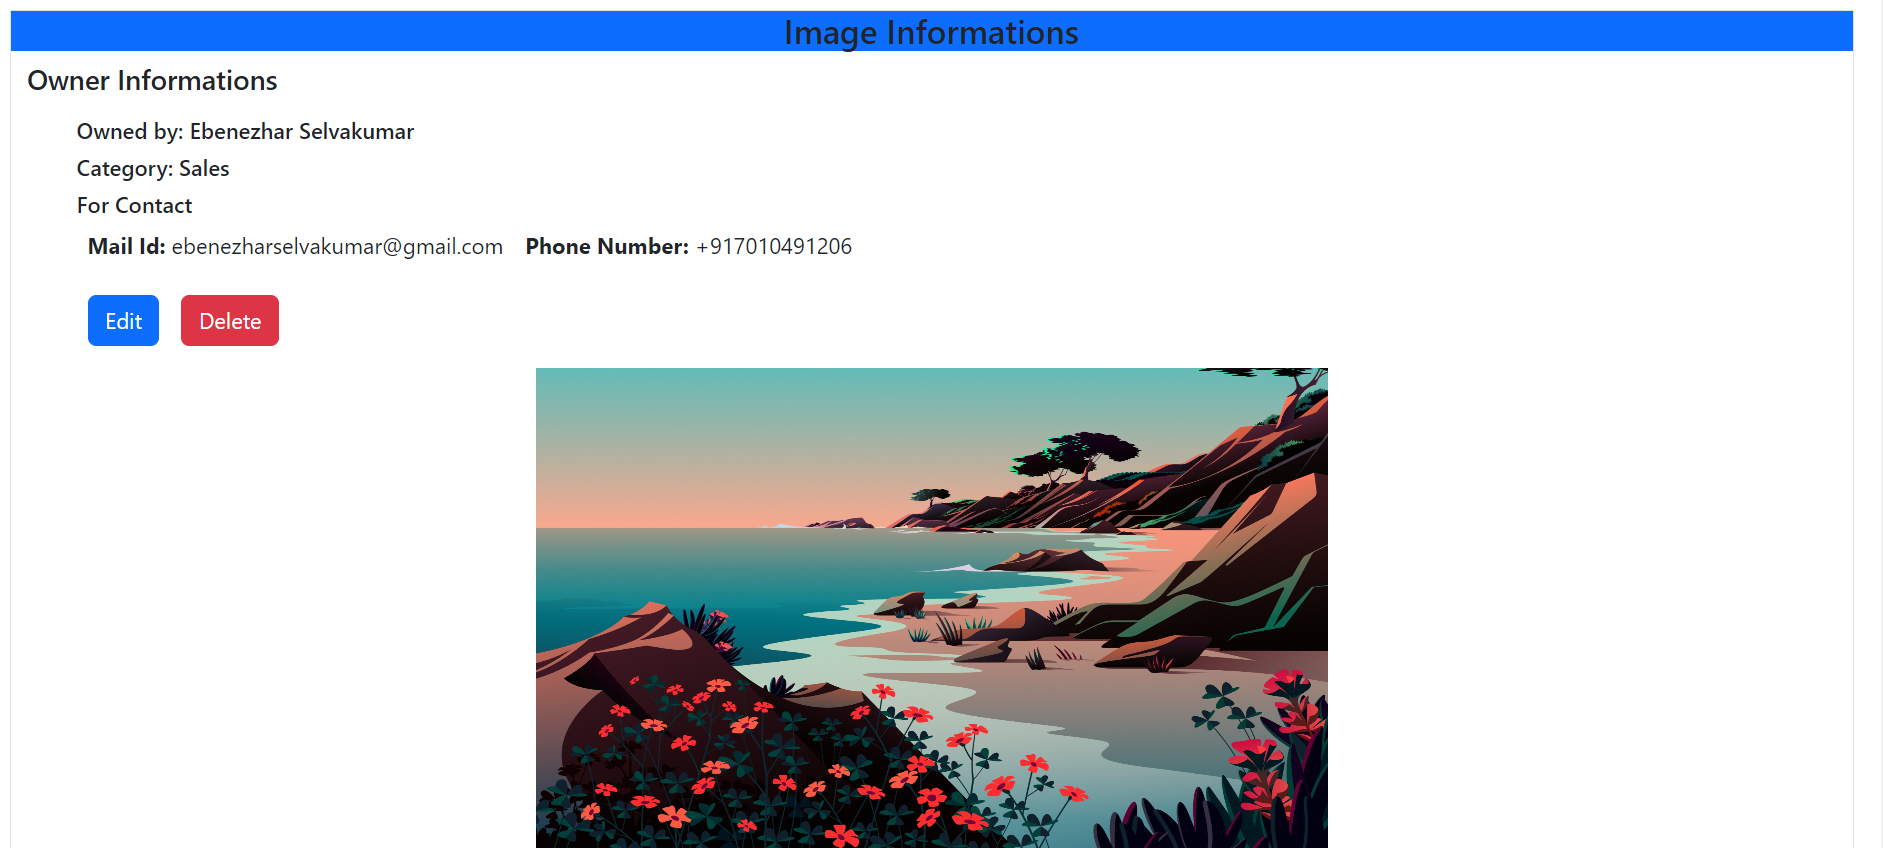 Image Informations
Owner Informations
Owned by: Ebenezhar Selvakumar
Category: Sales
For Contact
Mail Id: ebenezharselvakumar@gmail.com Phone Number: +917010491206
Edit Delete